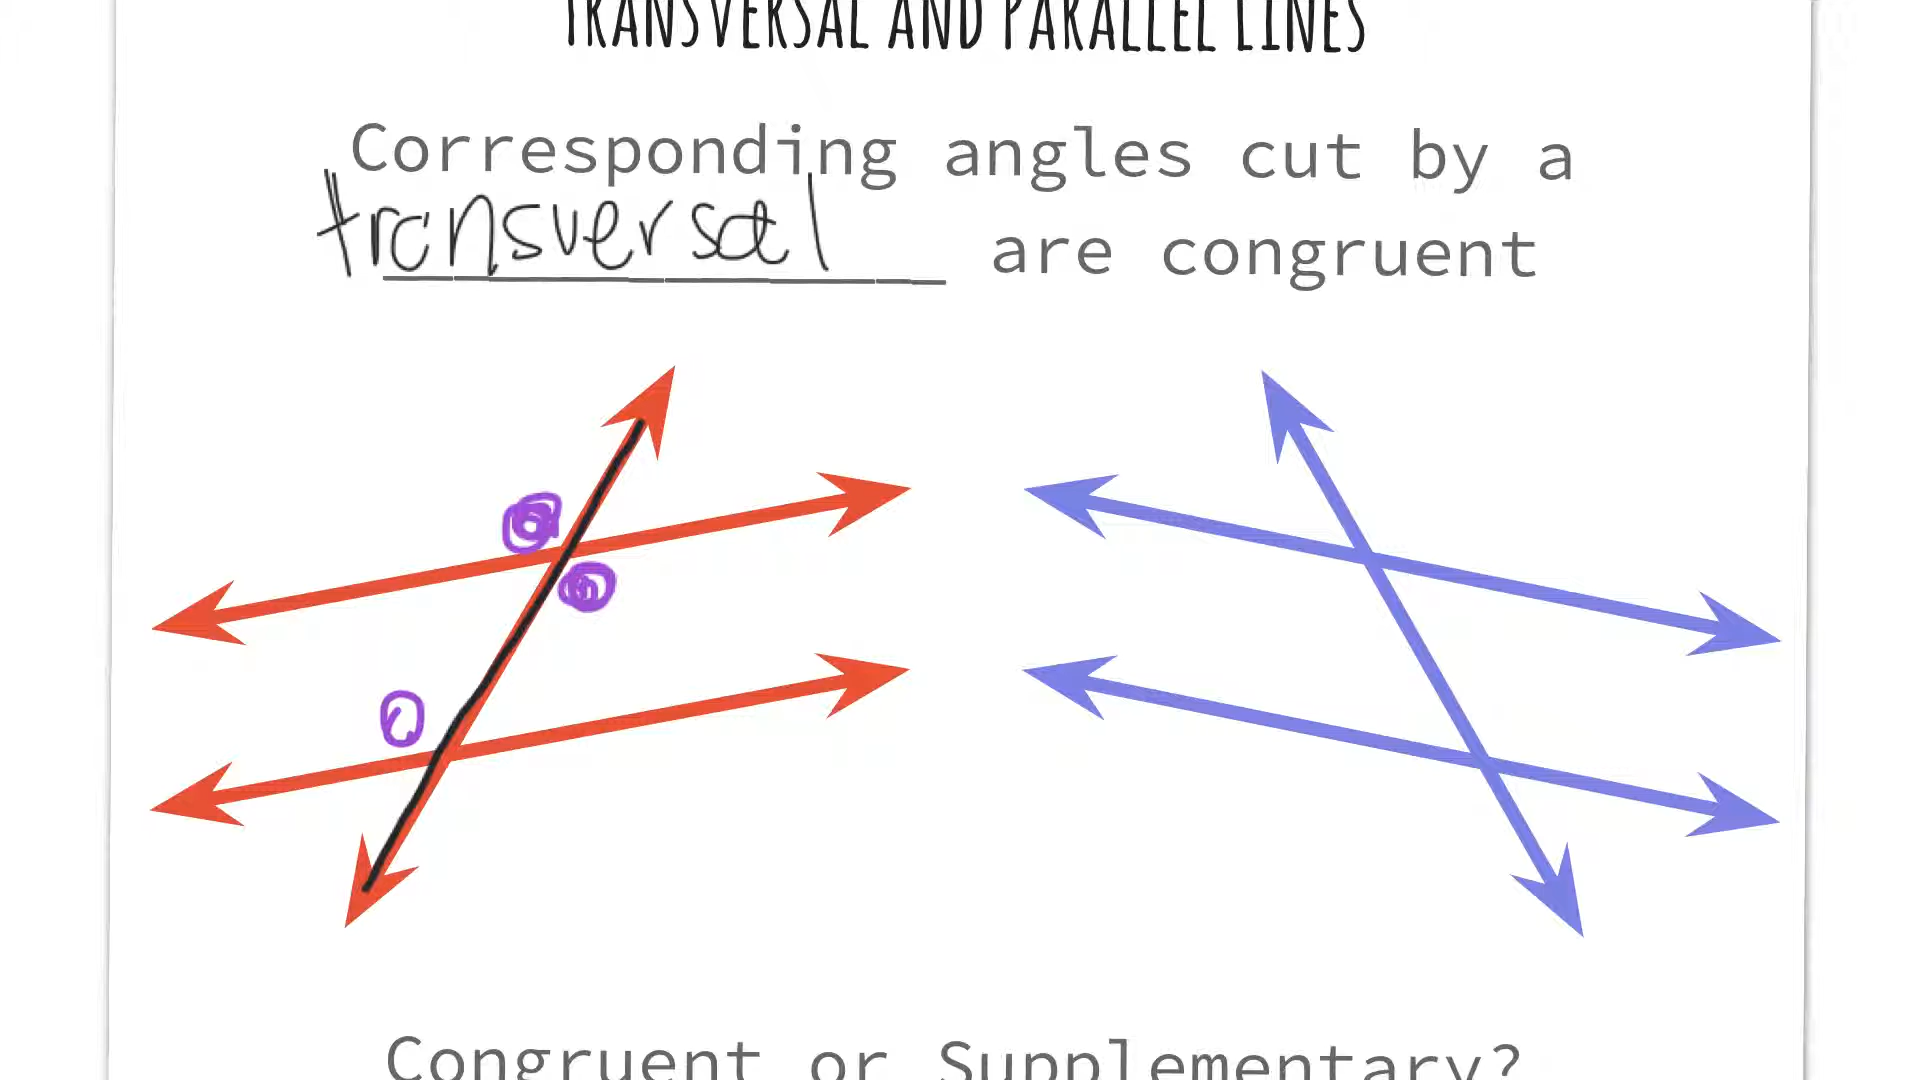 TRANSVERSAL AND PARALLEL LINES
Corresponding angles cut by a
transversal are congruent
Congruent or Supplementary?